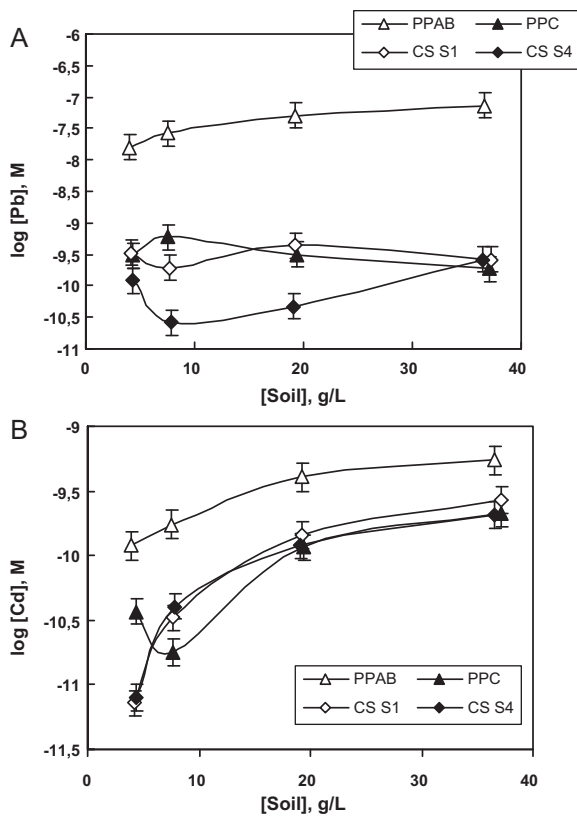 A
PPAB PPC
CS S1 CS S4
-6
-6,5
-7
-7,5
-8
-8,5
-9
-9,5
-10
-10,5
-11
log [Pb], M
0 10 20 30 40
[Soil], g/L
B
-9
-9,5
-10
-10,5
-11
-11,5
log [Cd], M
PPAB PPC
CS S1 CS S4
0 10 20 30 40
[Soil], g/L